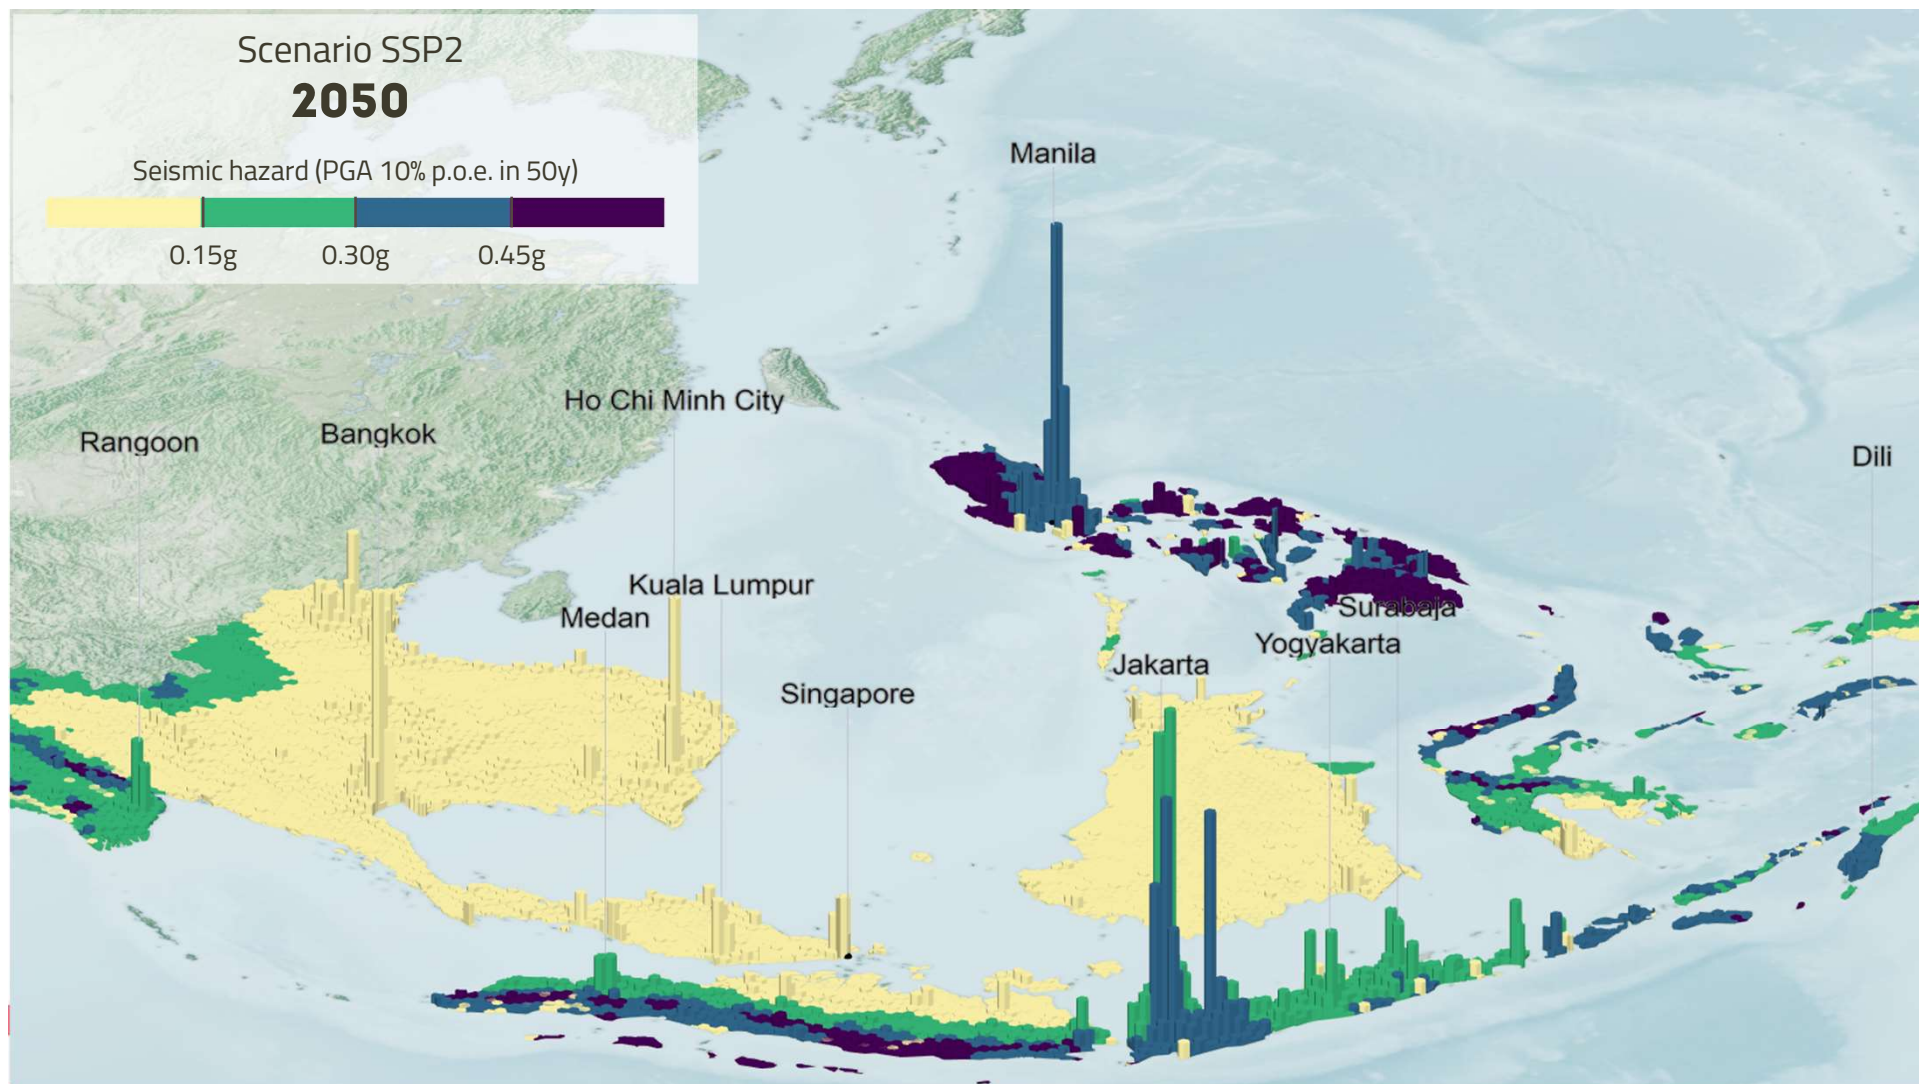 Scenario SSP2
2050
Seismic hazard (PGA 10% p.o.e. in 50y)
0.15g 0.30g 0.45g
Manila
Ho Chi Minh City
Rangoon
Bangkok
Dili
Kuala Lumpur
Medan
Surabaja
Yogyakarta
Jakarta
Singapore